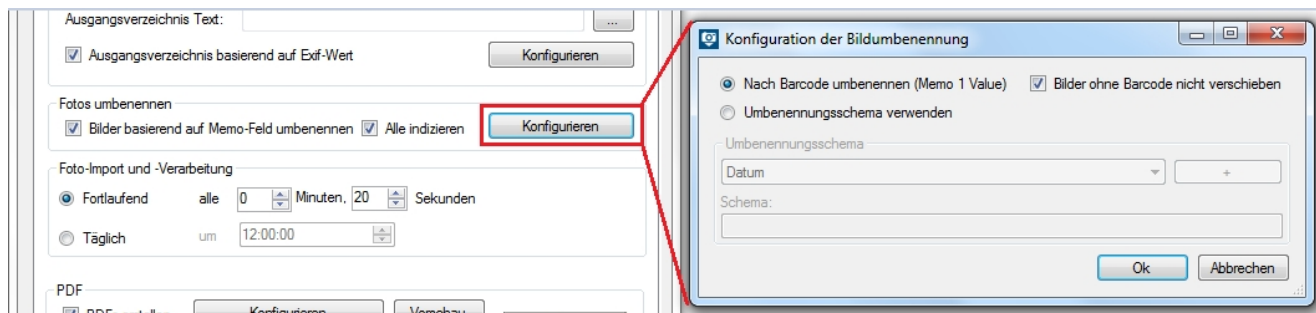 Ausgangsverzeichnis Text:
...
Ausgangsverzeichnis basierend auf Exif-Wert
Konfigurieren
Fotos umbenennen
Bilder basierend auf Memo-Feld umbenennen
Alle indizieren
Konfigurieren
Foto-Import und -Verarbeitung
Fortlaufend alle 0 Minuten, 20 Sekunden
Täglich um 12:00:00
PDF
Konfigurieren
Vorschau
Konfiguration der Bildumbenennung
Nach Barcode umbenennen (Memo 1 Value)
Bilder ohne Barcode nicht verschieben
Umbenennungsschema verwenden
Umbenennungsschema
Datum
+
Schema:
Ok
Abbrechen